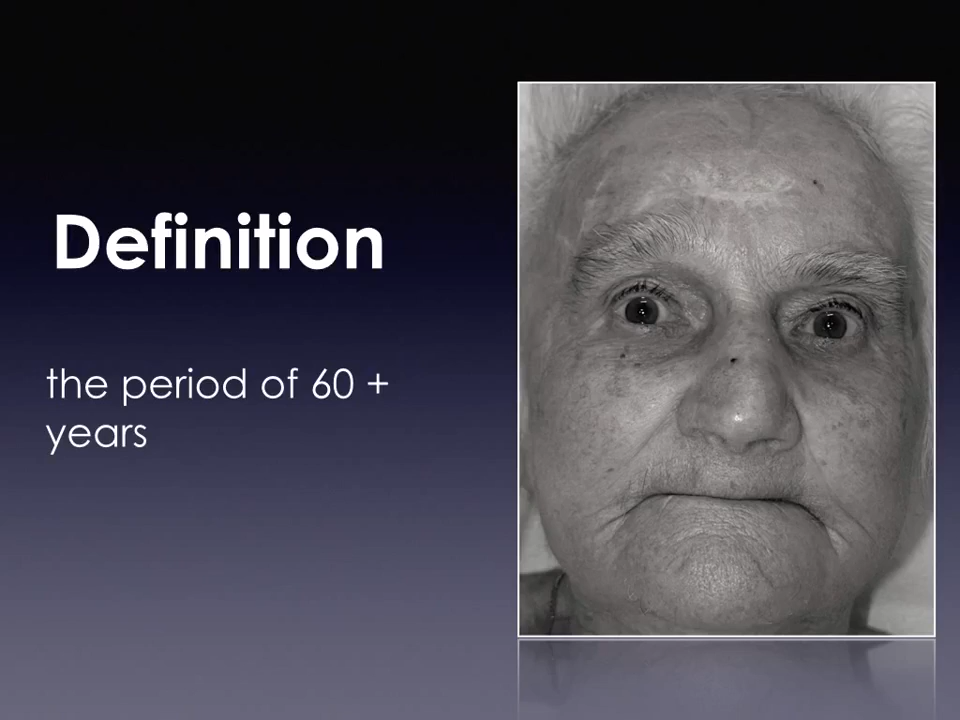 Definition
the period of 60 +
years